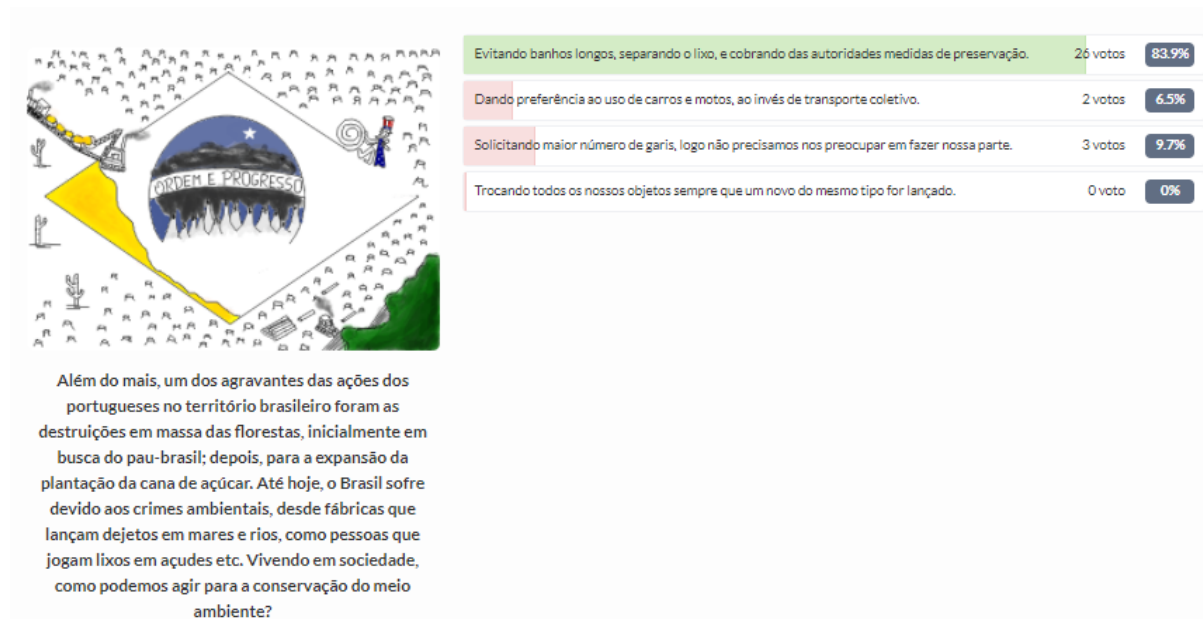 ORDEM E PROGRESSO
Além do mais, um dos agravantes das ações dos
portugueses no território brasileiro foram as
destruições em massa das florestas, inicialmente em
busca do pau-brasil; depois, para a expansão da
plantação da cana de açúcar. Até hoje, o Brasil sofre
devido aos crimes ambientais, desde fábricas que
lançam dejetos em mares e rios, como pessoas que
jogam lixos em açudes etc. Vivendo em sociedade,
como podemos agir para a conservação do meio
ambiente?
Evitando banhos longos, separando o lixo, e cobrando das autoridades medidas de preservação. 26 votos 83.9%
Dando preferência ao uso de carros e motos, ao invés de transporte coletivo. 2 votos 6.5%
Solicitando maior número de garis, logo não precisamos nos preocupar em fazer nossa parte. 3 votos 9.7%
Trocando todos os nossos objetos sempre que um novo do mesmo tipo for lançado. 0 voto 0%